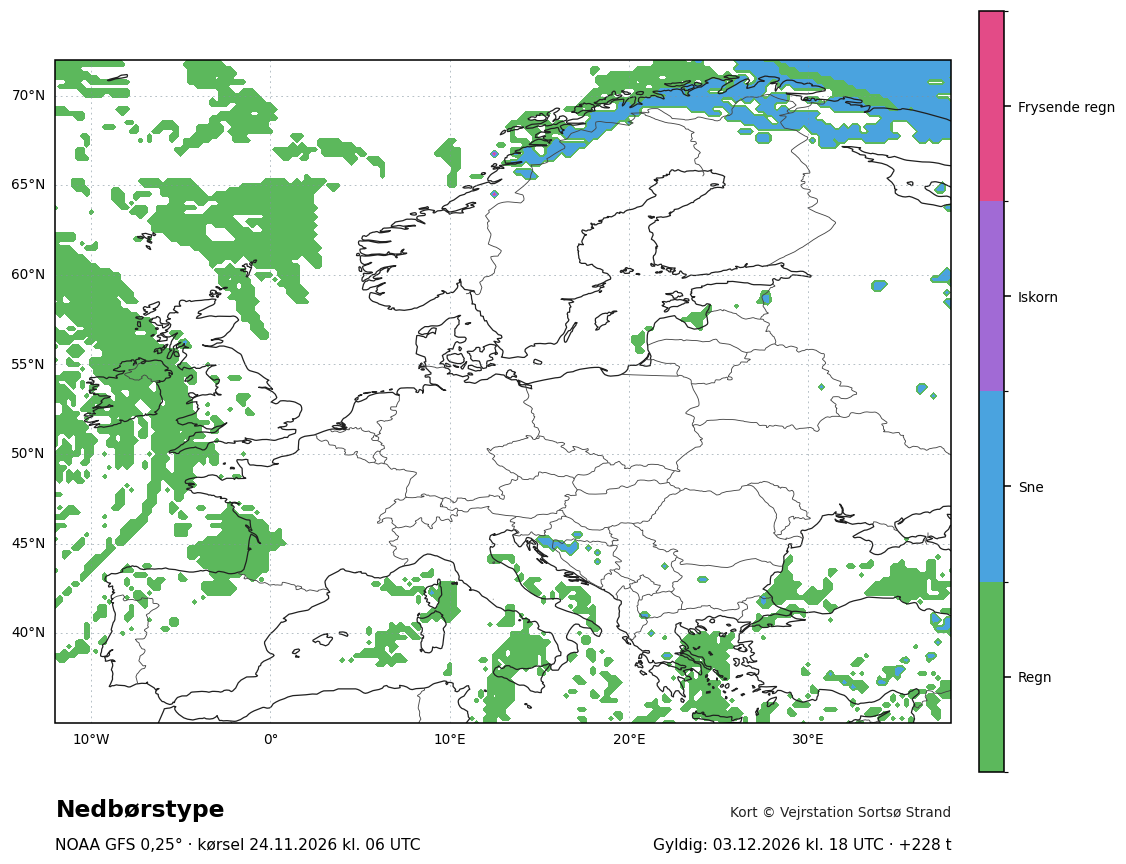 70°N
65°N
60°N
55°N
50°N
45°N
40°N
10°W
0°
10°E
20°E
30°E
Frysende regn
Iskorn
Sne
Regn
Nedbørstype
Kort © Vejrstation Sortsø Strand
NOAA GFS 0,25° · kørsel 24.11.2026 kl. 06 UTC
Gyldig: 03.12.2026 kl. 18 UTC · +228 t